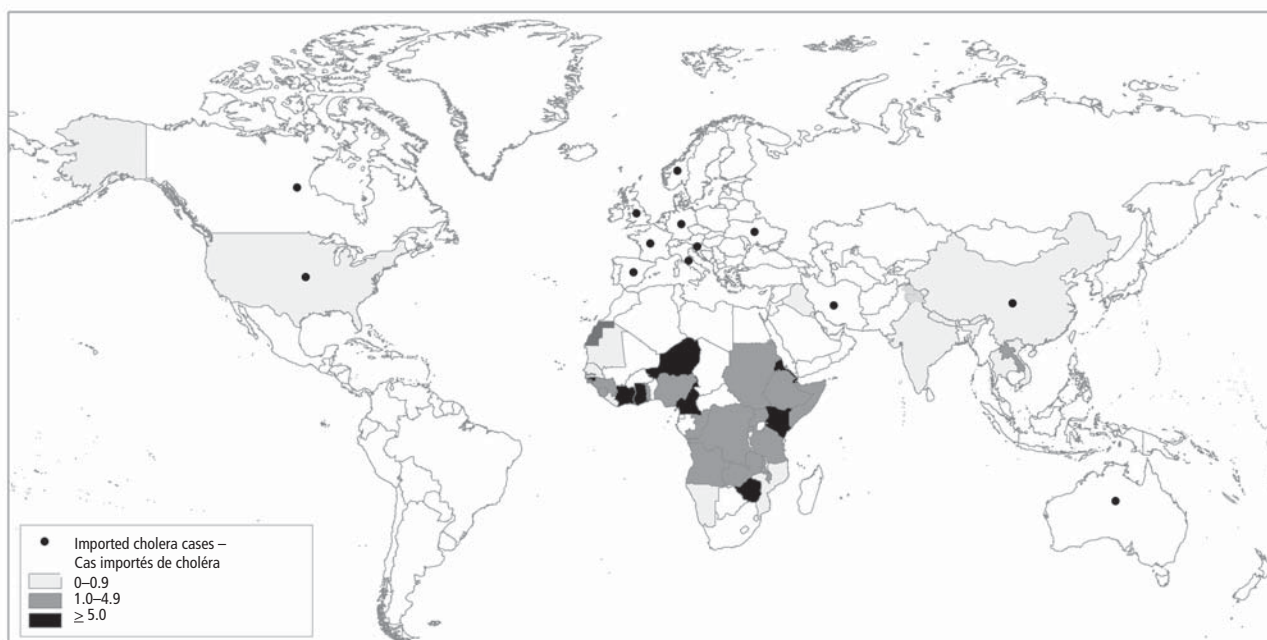 Imported cholera cases –
Cas importés de choléra
0–0.9
1.0–4.9
≥ 5.0